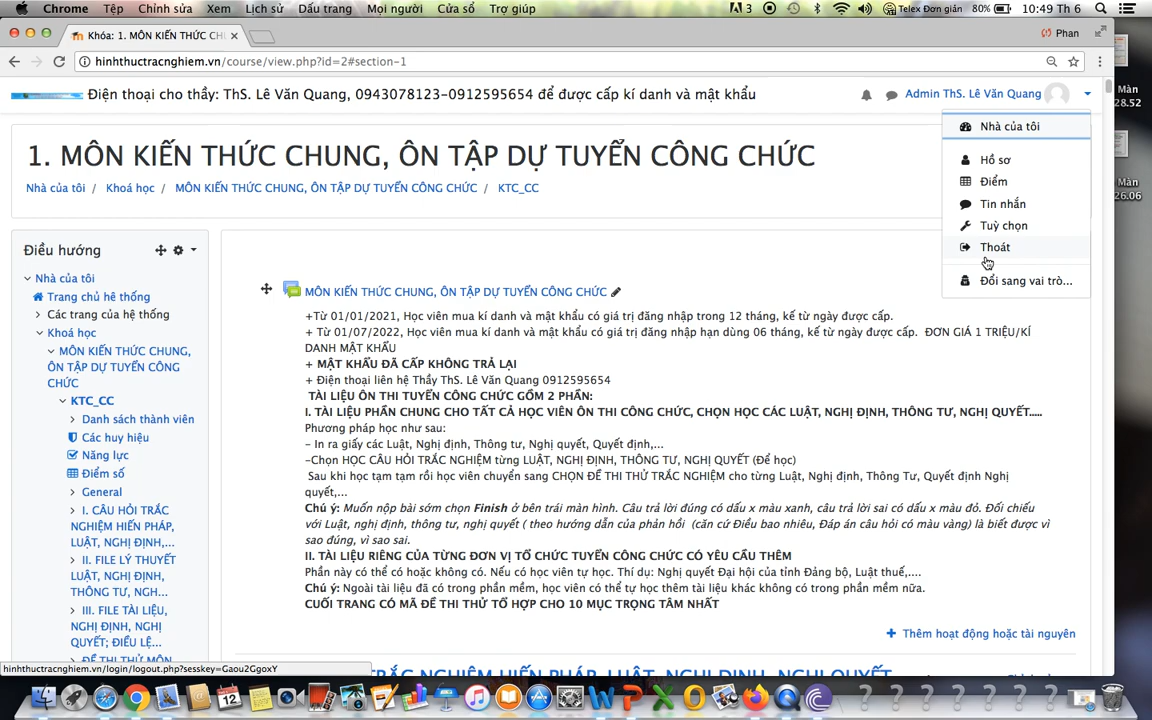 Chrome Tệp Chỉnh sửa Xem Lịch sử Dấu trang Mọi người Cửa sổ Trợ giúp
3 Telex Đơn giản 80% 10:49 Th 6
Khóa: 1. MÔN KIẾN THỨC CH
Phan
hinhthuctracnghiem.vn/course/view.php?id=2#section-1
Màn
28.52
Màn
26.06
Điện thoại cho thầy: ThS. Lê Văn Quang, 0943078123-0912595654 để được cấp kí danh và mật khẩu
Admin ThS. Lê Văn Quang
Nhà của tôi
Hồ sơ
Điểm
Tin nhắn
Tuỳ chọn
Thoát
Đổi sang vai trò...
1. MÔN KIẾN THỨC CHUNG, ÔN TẬP DỰ TUYỂN CÔNG CHỨC
Nhà của tôi / Khoá học / MÔN KIẾN THỨC CHUNG, ÔN TẬP DỰ TUYỂN CÔNG CHỨC / KTC_CC
Điều hướng
Nhà của tôi
Trang chủ hệ thống
Các trang của hệ thống
Khoá học
MÔN KIẾN THỨC CHUNG,
ÔN TẬP DỰ TUYỂN CÔNG
CHỨC
KTC_CC
Danh sách thành viên
Các huy hiệu
Năng lực
Điểm số
General
I. CÂU HỎI TRẮC
NGHIỆM HIẾN PHÁP,
LUẬT, NGHỊ ĐỊNH,...
II. FILE LÝ THUYẾT
LUẬT, NGHỊ ĐỊNH,
THÔNG TƯ, NGH...
III. FILE TÀI LIỆU,
NGHỊ ĐỊNH, NGHỊ
QUYẾT; ĐIỀU LỆ...
ĐỀ THI THỬ MÔN
MÔN KIẾN THỨC CHUNG, ÔN TẬP DỰ TUYỂN CÔNG CHỨC
+Từ 01/01/2021, Học viên mua kí danh và mật khẩu có giá trị đăng nhập trong 12 tháng, kể từ ngày được cấp.
+ Từ 01/07/2022, Học viên mua kí danh và mật khẩu có giá trị đăng nhập hạn dùng 06 tháng, kể từ ngày được cấp. ĐƠN GIÁ 1 TRIỆU/KÍ
DANH MẬT KHẨU
+ MẬT KHẨU ĐÃ CẤP KHÔNG TRẢ LẠI
+ Điện thoại liên hệ Thầy ThS. Lê Văn Quang 0912595654
TÀI LIỆU ÔN THI TUYỂN CÔNG CHỨC GỒM 2 PHẦN:
I. TÀI LIỆU PHẦN CHUNG CHO TẤT CẢ HỌC VIÊN ÔN THI CÔNG CHỨC, CHỌN HỌC CÁC LUẬT, NGHỊ ĐỊNH, THÔNG TƯ, NGHỊ QUYẾT.....
Phương pháp học như sau:
- In ra giấy các Luật, Nghị định, Thông tư, Nghị quyết, Quyết định,...
-Chọn HỌC CÂU HỎI TRẮC NGHIỆM từng LUẬT, NGHỊ ĐỊNH, THÔNG TƯ, NGHỊ QUYẾT (Để học)
Sau khi học tạm tạm rồi học viên chuyển sang CHỌN ĐỀ THI THỬ TRẮC NGHIỆM cho từng Luật, Nghị định, Thông Tư, Quyết định Nghị
quyết,...
Chú ý: Muốn nộp bài sớm chọn Finish ở bên trái màn hình. Câu trả lời đúng có dấu x màu xanh, câu trả lời sai có dấu x màu đỏ. Đối chiếu
với Luật, nghị định, thông tư, nghị quyết ( theo hướng dẫn của phản hồi (căn cứ Điều bao nhiêu, Đáp án câu hỏi có màu vàng) là biết được vì
sao đúng, vì sao sai.
II. TÀI LIỆU RIÊNG CỦA TỪNG ĐƠN VỊ TỔ CHỨC TUYỂN CÔNG CHỨC CÓ YÊU CẦU THÊM
Phần này có thể có hoặc không có. Nếu có học viên tự học. Thí dụ: Nghị quyết Đại hội của tỉnh Đảng bộ, Luật thuế,....
Chú ý: Ngoài tài liệu đã có trong phần mềm, học viên có thể tự học thêm tài liệu khác không có trong phần mềm nữa.
CUỐI TRANG CÓ MÃ ĐỀ THI THỬ TỔ HỢP CHO 10 MỤC TRỌNG TÂM NHẤT
Thêm hoạt động hoặc tài nguyên
hinhthuctracnghiem.vn/login/logout.php?sesskey=Gaou2GgoxY
TRẮC NGHIỆM HIẾN PHÁP, LUẬT, NGHỊ ĐỊNH, NGHỊ QUYẾT